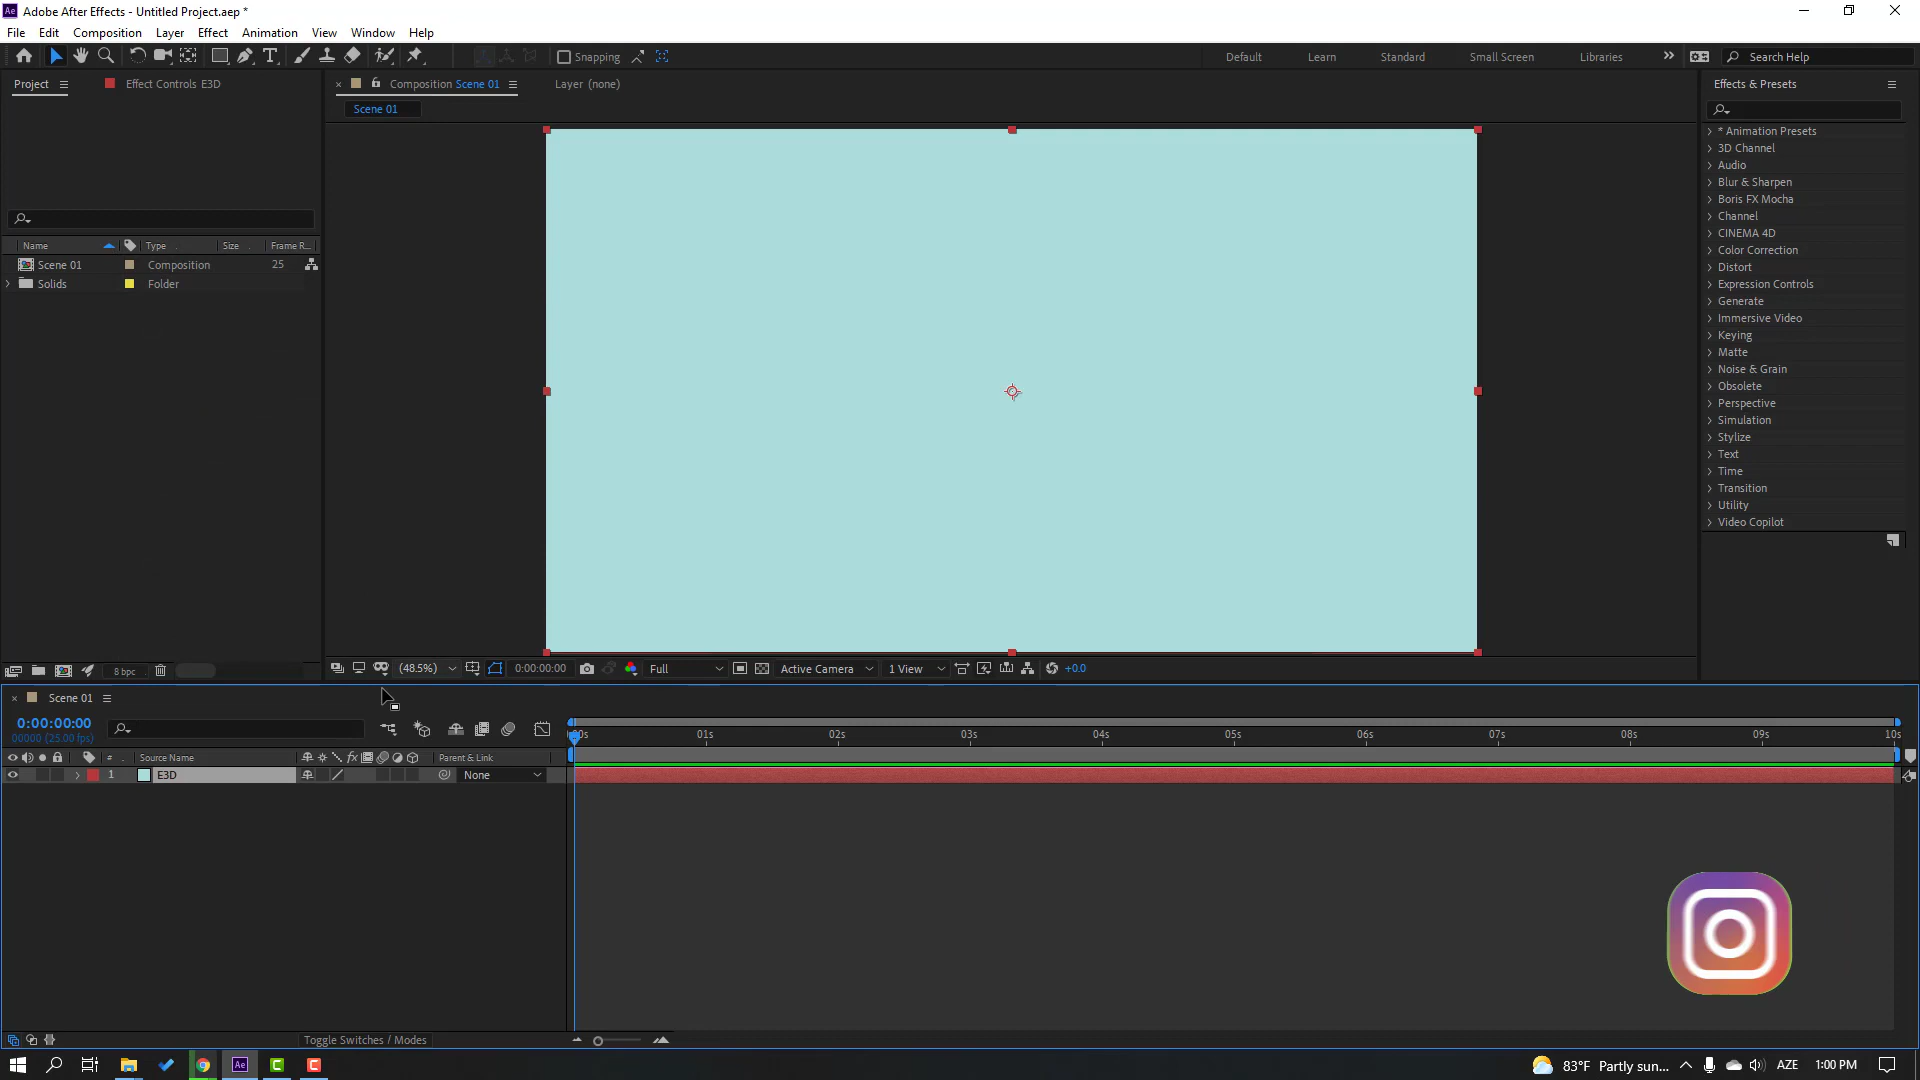 Ae Adobe After Effects - Untitled Project.aep *
File Edit Composition Layer Effect Animation View Window Help
Snapping Default Learn Standard Small Screen Libraries Search Help
Project Effect Controls E3D
Composition Scene 01 Layer (none)
Effects & Presets
Scene 01
Name Type Size Frame R...
Scene 01 Composition 25
Solids Folder
* Animation Presets
3D Channel
Audio
Blur & Sharpen
Boris FX Mocha
Channel
CINEMA 4D
Color Correction
Distort
Expression Controls
Generate
Immersive Video
Keying
Matte
Noise & Grain
Obsolete
Perspective
Simulation
Stylize
Text
Time
Transition
Utility
Video Copilot
8 bpc
(48.5%) 0:00:00:00 Full Active Camera 1 View +0.0
Scene 01
0:00:00:00
00000 (25.00 fps)
01s 02s 03s 04s 05s 06s 07s 08s 09s 10s
# Source Name fx Parent & Link
1 E3D None
Toggle Switches / Modes
Ae C C 83°F Partly sun... AZE 1:00 PM